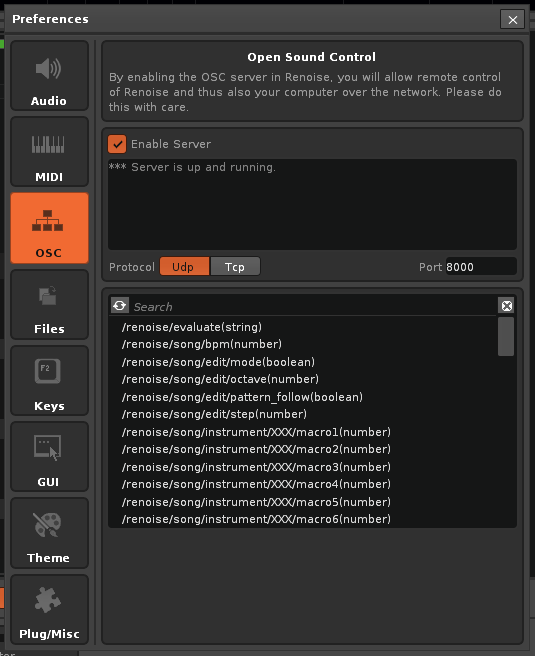 Preferences
Audio
MIDI
OSC
Files
F2
Keys
GUI
Theme
Plug/Misc
Open Sound Control
By enabling the OSC server in Renoise, you will allow remote control
of Renoise and thus also your computer over the network. Please do
this with care.
Enable Server
*** Server is up and running.
Protocol Udp Tcp Port 8000
Search
/renoise/evaluate(string)
/renoise/song/bpm(number)
/renoise/song/edit/mode(boolean)
/renoise/song/edit/octave(number)
/renoise/song/edit/pattern_follow(boolean)
/renoise/song/edit/step(number)
/renoise/song/instrument/XXX/macro1(number)
/renoise/song/instrument/XXX/macro2(number)
/renoise/song/instrument/XXX/macro3(number)
/renoise/song/instrument/XXX/macro4(number)
/renoise/song/instrument/XXX/macro5(number)
/renoise/song/instrument/XXX/macro6(number)